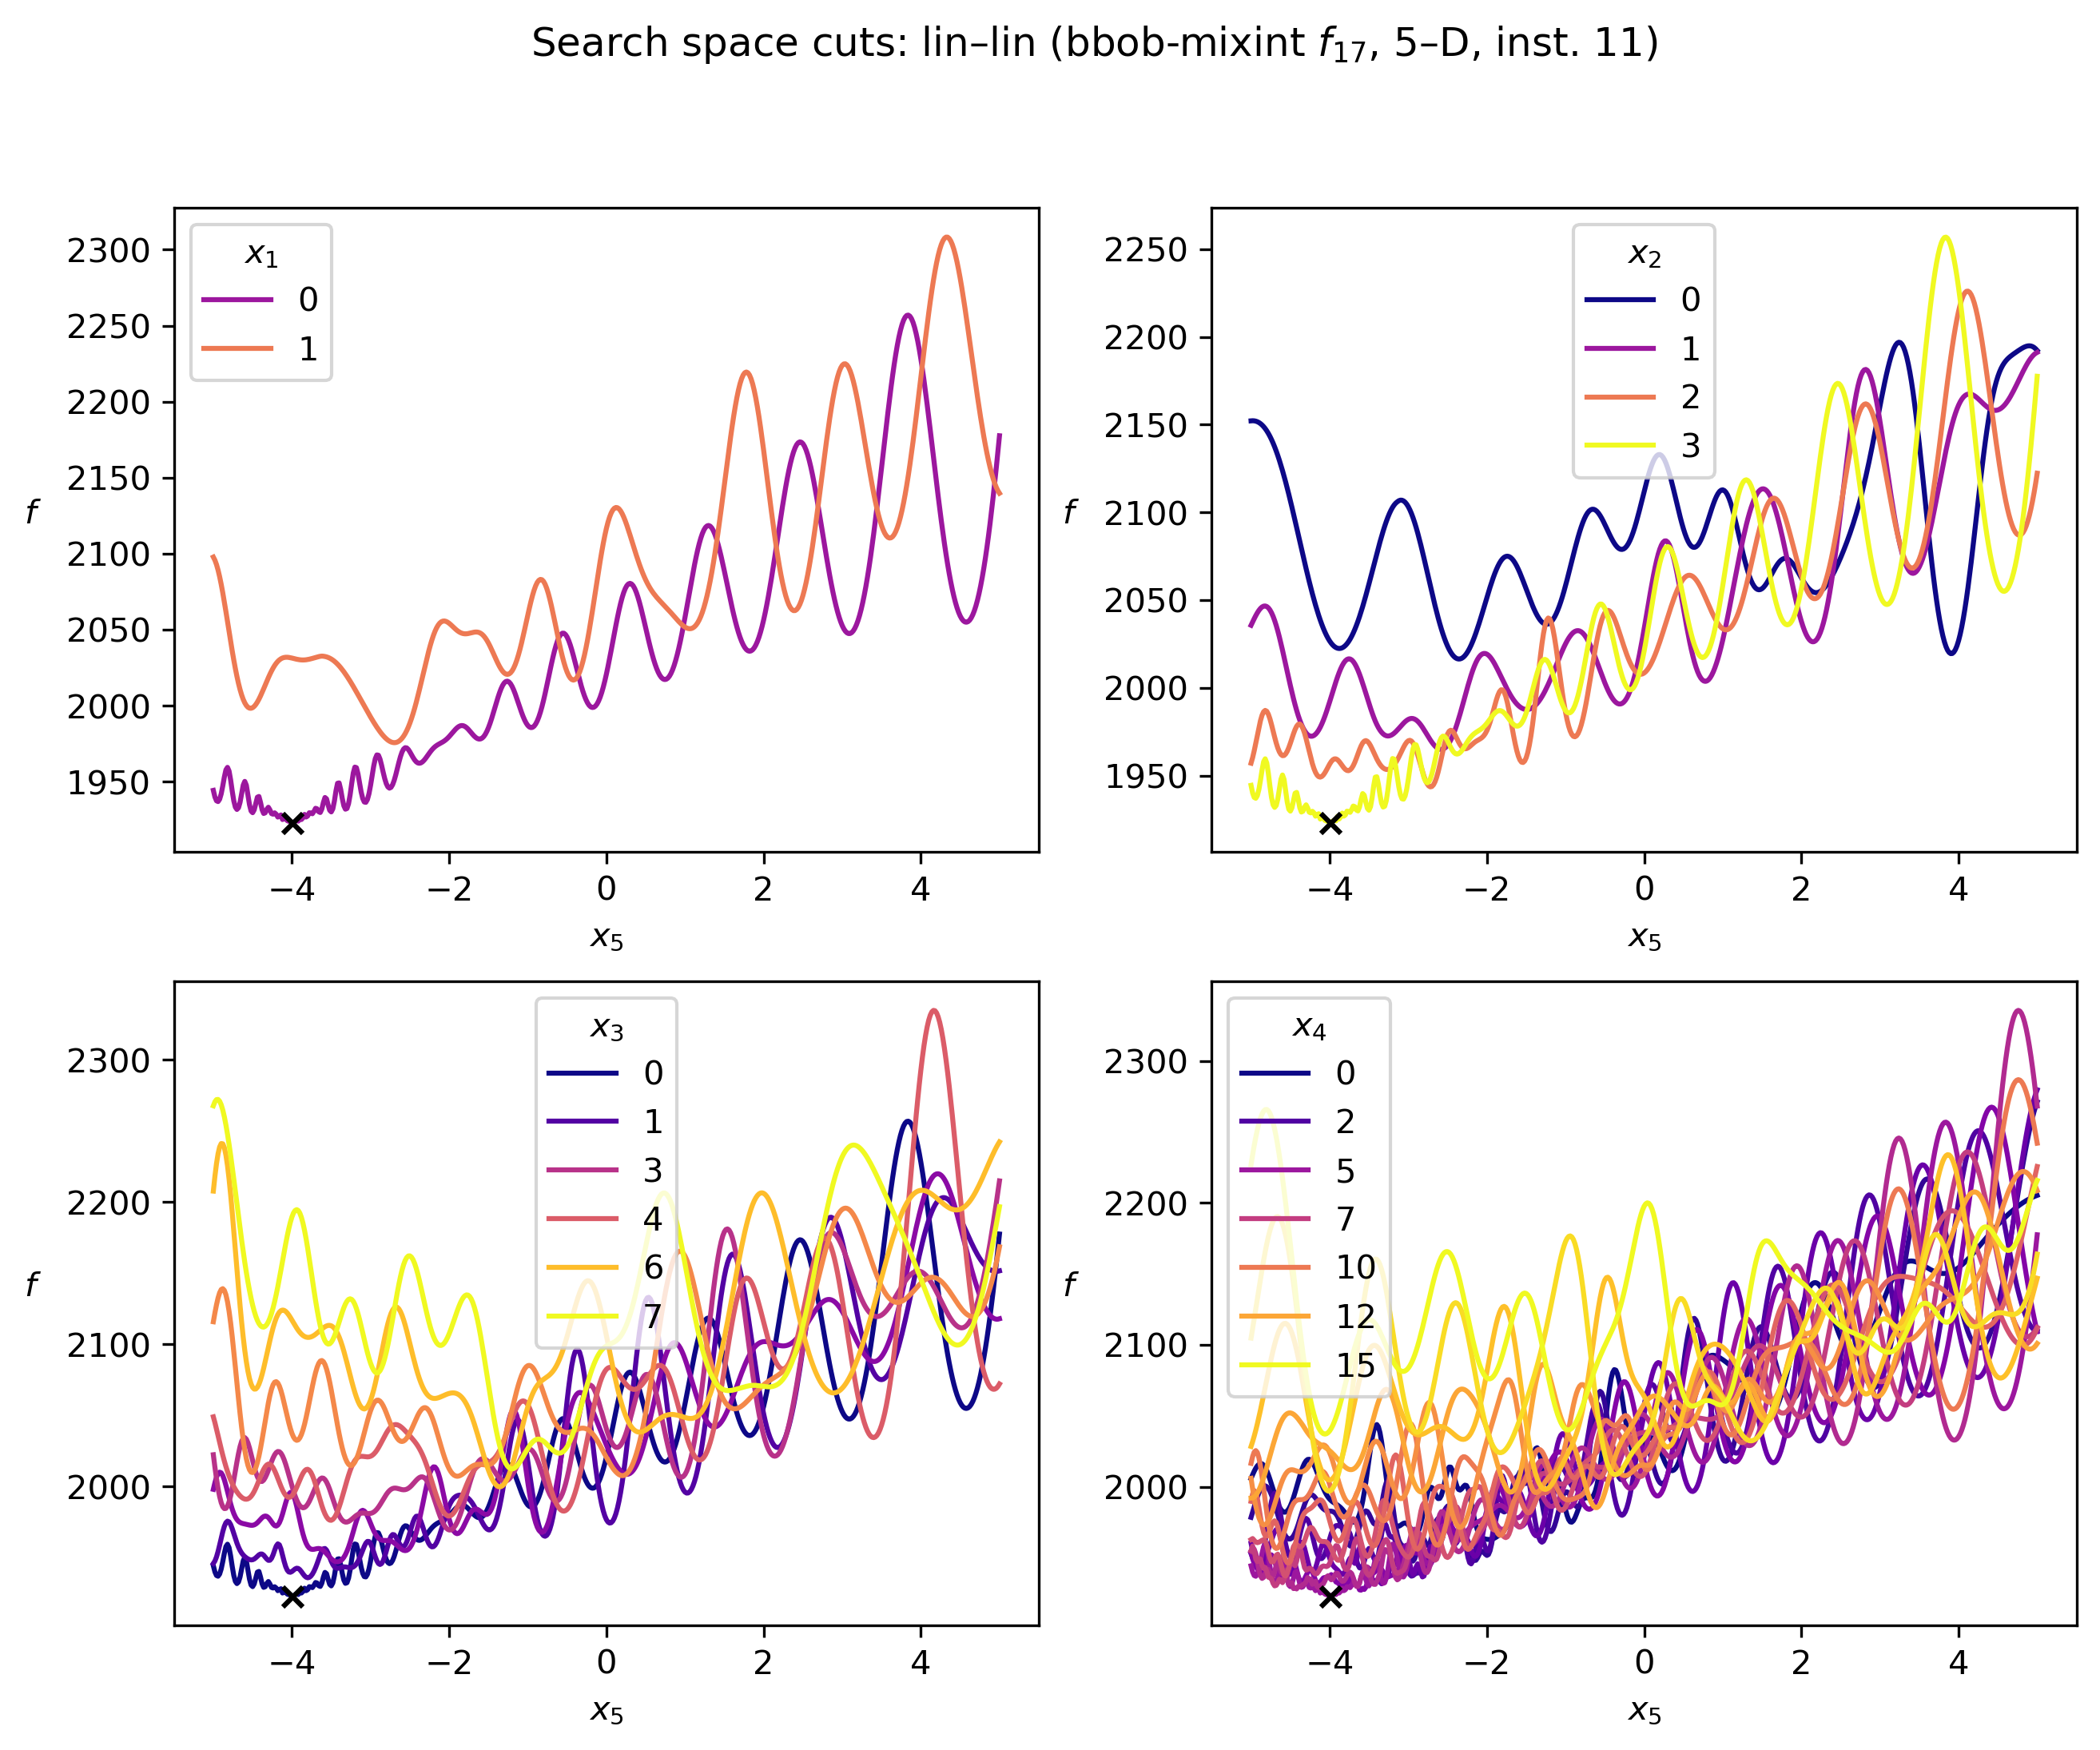 Search space cuts: lin–lin (bbob-mixint f₁₇, 5–D, inst. 11)
x₁
0
1
2300
2250
2200
2150
2100
2050
2000
1950
f
−4 −2 0 2 4
x₅
x₂
0
1
2
3
2250
2200
2150
2100
2050
2000
1950
f
−4 −2 0 2 4
x₅
x₃
0
1
3
4
6
7
2300
2200
2100
2000
f
−4 −2 0 2 4
x₅
x₄
0
2
5
7
10
12
15
2300
2200
2100
2000
f
−4 −2 0 2 4
x₅